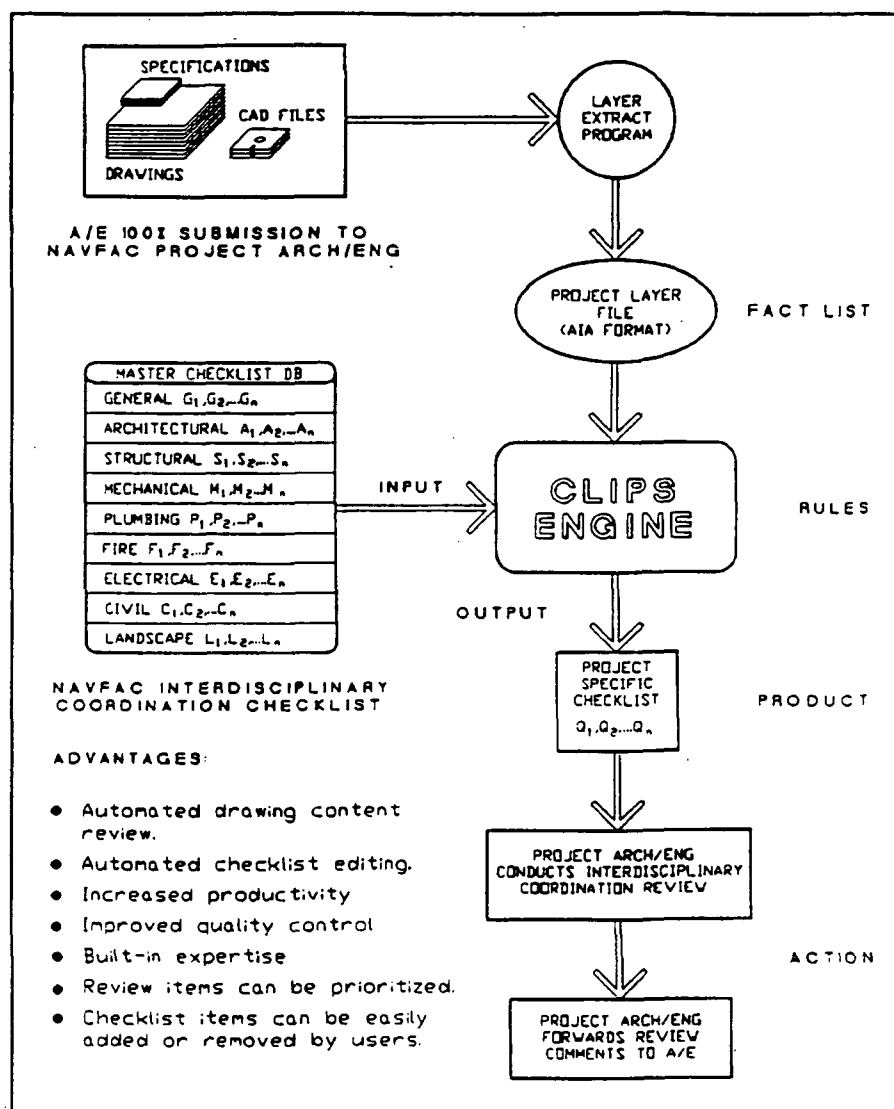 SPECIFICATIONS
CAD FILES
DRAWINGS
A/E 100% SUBMISSION TO
NAVFAC PROJECT ARCH/ENG
LAYER
EXTRACT
PROGRAM
PROJECT LAYER
FILE
(AIA FORMAT)
FACT LIST
MASTER CHECKLIST DB
GENERAL G₁,G₂,...Gₙ
ARCHITECTURAL A₁,A₂,...Aₙ
STRUCTURAL S₁,S₂,...Sₙ
MECHANICAL M₁,M₂,...Mₙ
PLUMBING P₁,P₂,...Pₙ
FIRE F₁,F₂,...Fₙ
ELECTRICAL E₁,E₂,...Eₙ
CIVIL C₁,C₂,...Cₙ
LANDSCAPE L₁,L₂,...Lₙ
INPUT
CLIPS
ENGINE
RULES
OUTPUT
NAVFAC INTERDISCIPLINARY
COORDINATION CHECKLIST
PROJECT
SPECIFIC
CHECKLIST
Q₁,Q₂,...Qₙ
PRODUCT
ADVANTAGES:
• Automated drawing content
review.
• Automated checklist editing.
• Increased productivity
• Improved quality control
• Built-in expertise
• Review items can be prioritized.
• Checklist items can be easily
added or removed by users.
PROJECT ARCH/ENG
CONDUCTS INTERDISCIPLINARY
COORDINATION REVIEW
ACTION
PROJECT ARCH/ENG
FORWARDS REVIEW
COMMENTS TO A/E